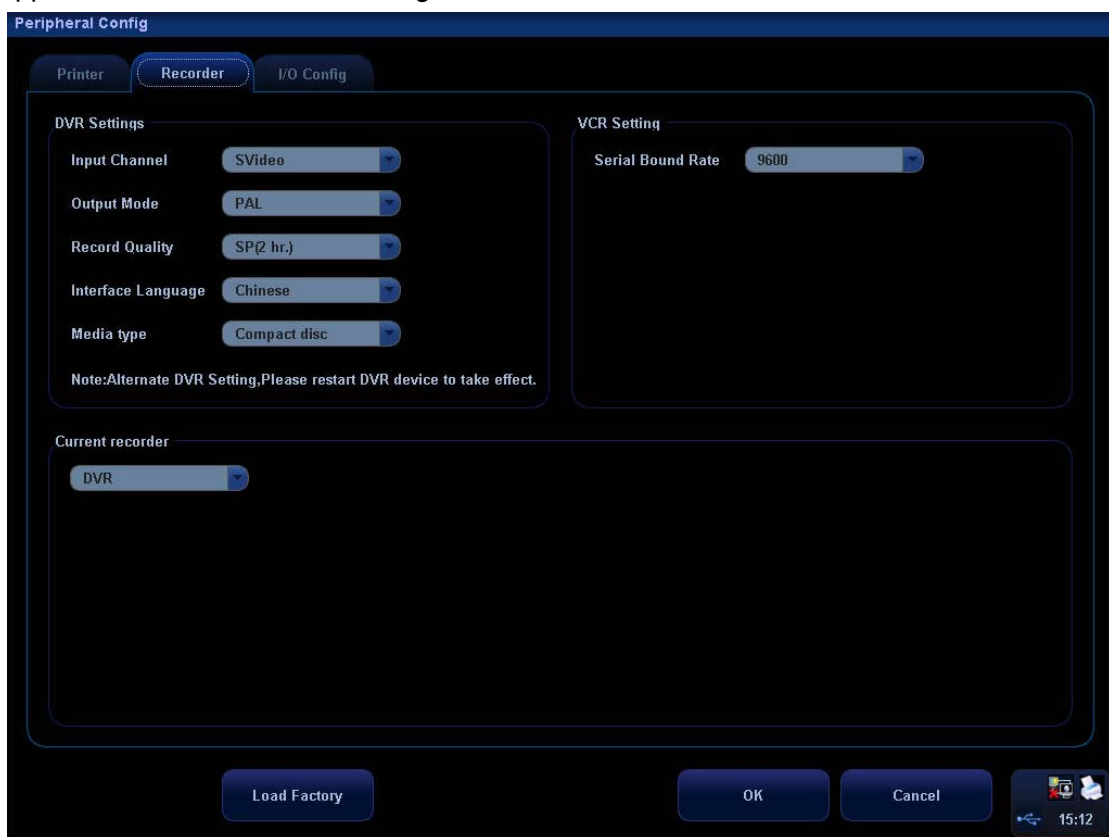 Peripheral Config
Printer
Recorder
I/O Config
DVR Settings
Input Channel
SVideo
Output Mode
PAL
Record Quality
SP(2 hr.)
Interface Language
Chinese
Media type
Compact disc
Note:Alternate DVR Setting,Please restart DVR device to take effect.
VCR Setting
Serial Bound Rate
9600
Current recorder
DVR
Load Factory
OK
Cancel
15:12